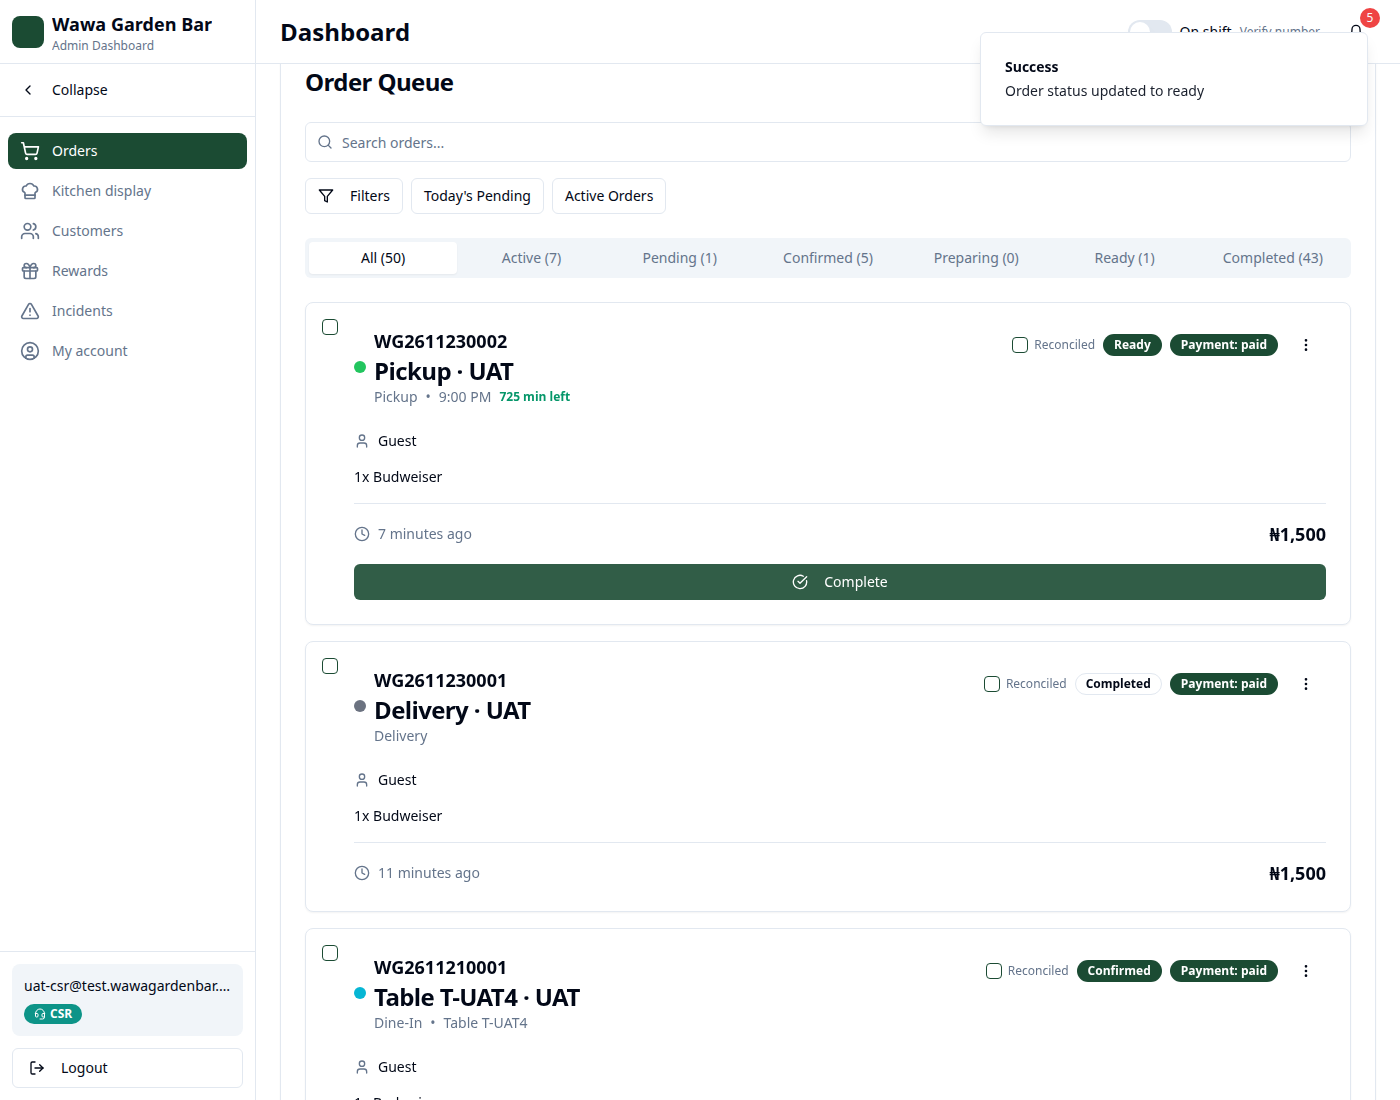 Wawa Garden Bar
Admin Dashboard
Collapse
Orders
Kitchen display
Customers
Rewards
Incidents
My account
uat-csr@test.wawagardenbar....
CSR
Logout
Dashboard
On shift Verify number
5
Success
Order status updated to ready
Order Queue
Search orders...
Filters
Today's Pending
Active Orders
All (50)
Active (7)
Pending (1)
Confirmed (5)
Preparing (0)
Ready (1)
Completed (43)
WG2611230002
Reconciled
Ready
Payment: paid
Pickup · UAT
Pickup • 9:00 PM 725 min left
Guest
1x Budweiser
7 minutes ago
₦1,500
Complete
WG2611230001
Reconciled
Completed
Payment: paid
Delivery · UAT
Delivery
Guest
1x Budweiser
11 minutes ago
₦1,500
WG2611210001
Reconciled
Confirmed
Payment: paid
Table T-UAT4 · UAT
Dine-In • Table T-UAT4
Guest